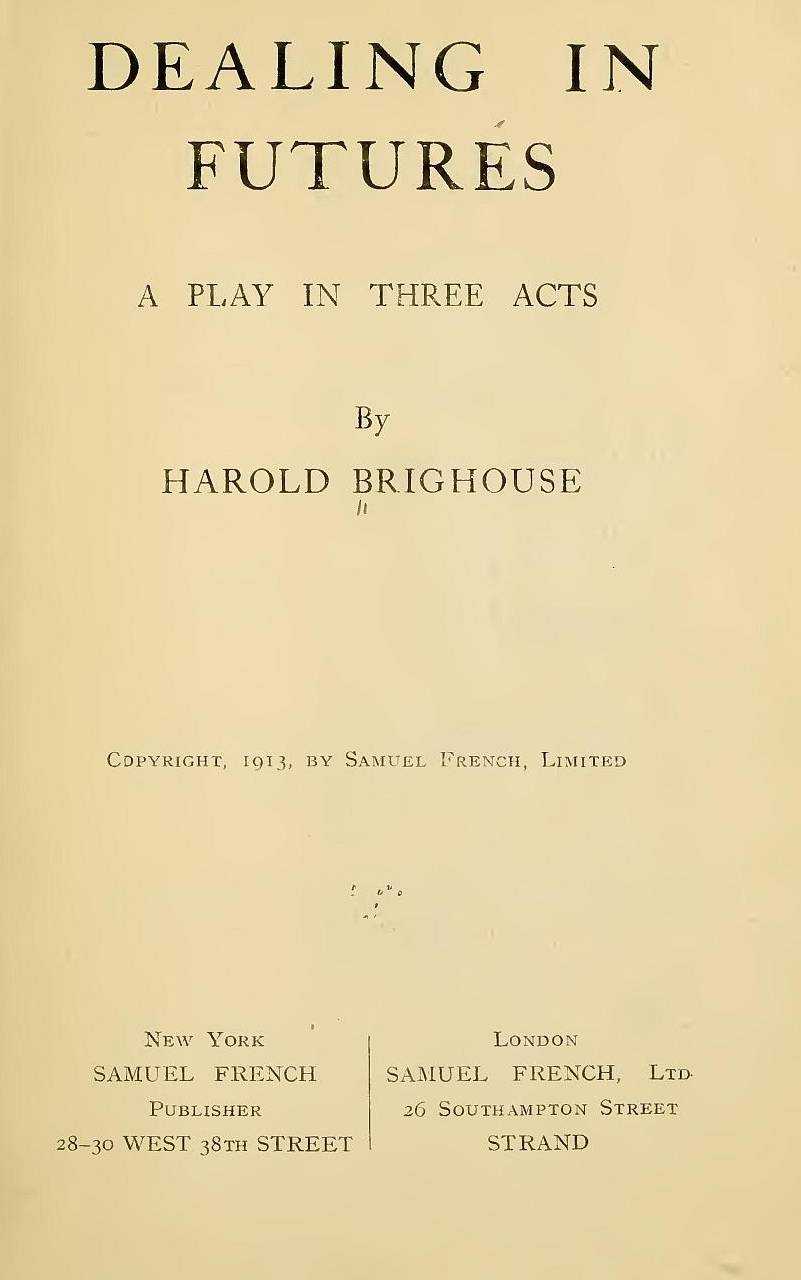 DEALING IN
FUTURES
A PLAY IN THREE ACTS
By
HAROLD BRIGHOUSE
COPYRIGHT, 1913, BY SAMUEL FRENCH, LIMITED
NEW YORK
SAMUEL FRENCH
PUBLISHER
28–30 WEST 38TH STREET
LONDON
SAMUEL FRENCH, LTD.
26 SOUTHAMPTON STREET
STRAND